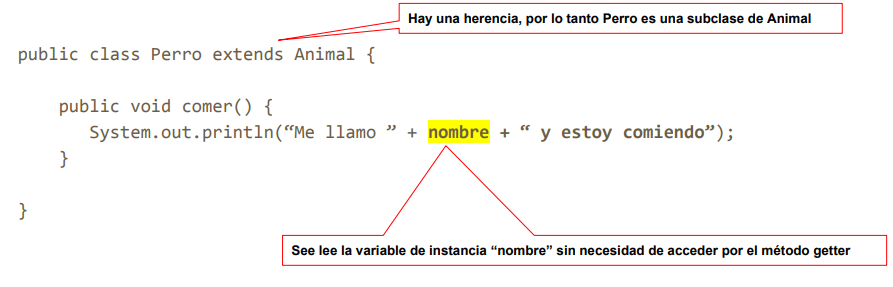 Hay una herencia, por lo tanto Perro es una subclase de Animal
public class Perro extends Animal {
public void comer() {
System.out.println(“Me llamo ” + nombre + “ y estoy comiendo”);
}
}
See lee la variable de instancia “nombre” sin necesidad de acceder por el método getter